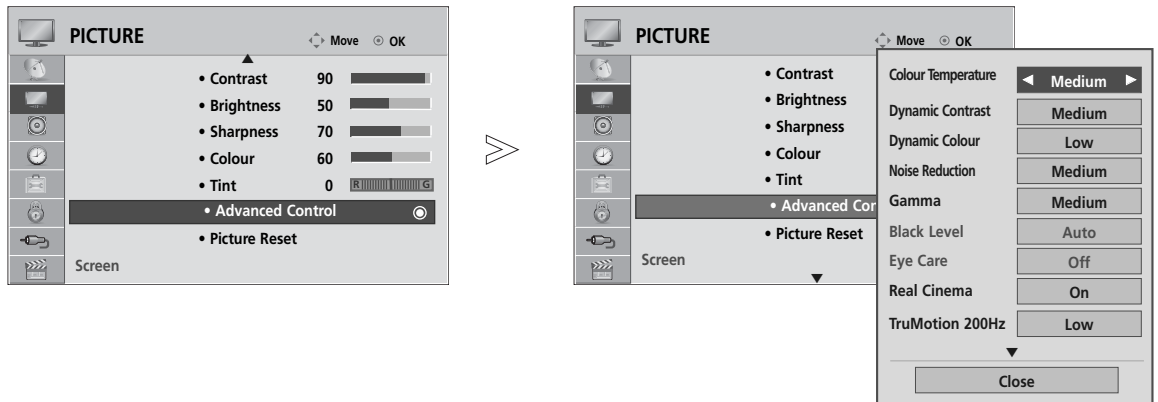 PICTURE
Move OK
• Contrast 90
• Brightness 50
• Sharpness 70
• Colour 60
• Tint 0 R G
• Advanced Control
• Picture Reset
Screen
PICTURE
Move OK
• Contrast
• Brightness
• Sharpness
• Colour
• Tint
• Advanced Cor
• Picture Reset
Screen
Colour Temperature Medium
Dynamic Contrast Medium
Dynamic Colour Low
Noise Reduction Medium
Gamma Medium
Black Level Auto
Eye Care Off
Real Cinema On
TruMotion 200Hz Low
Close